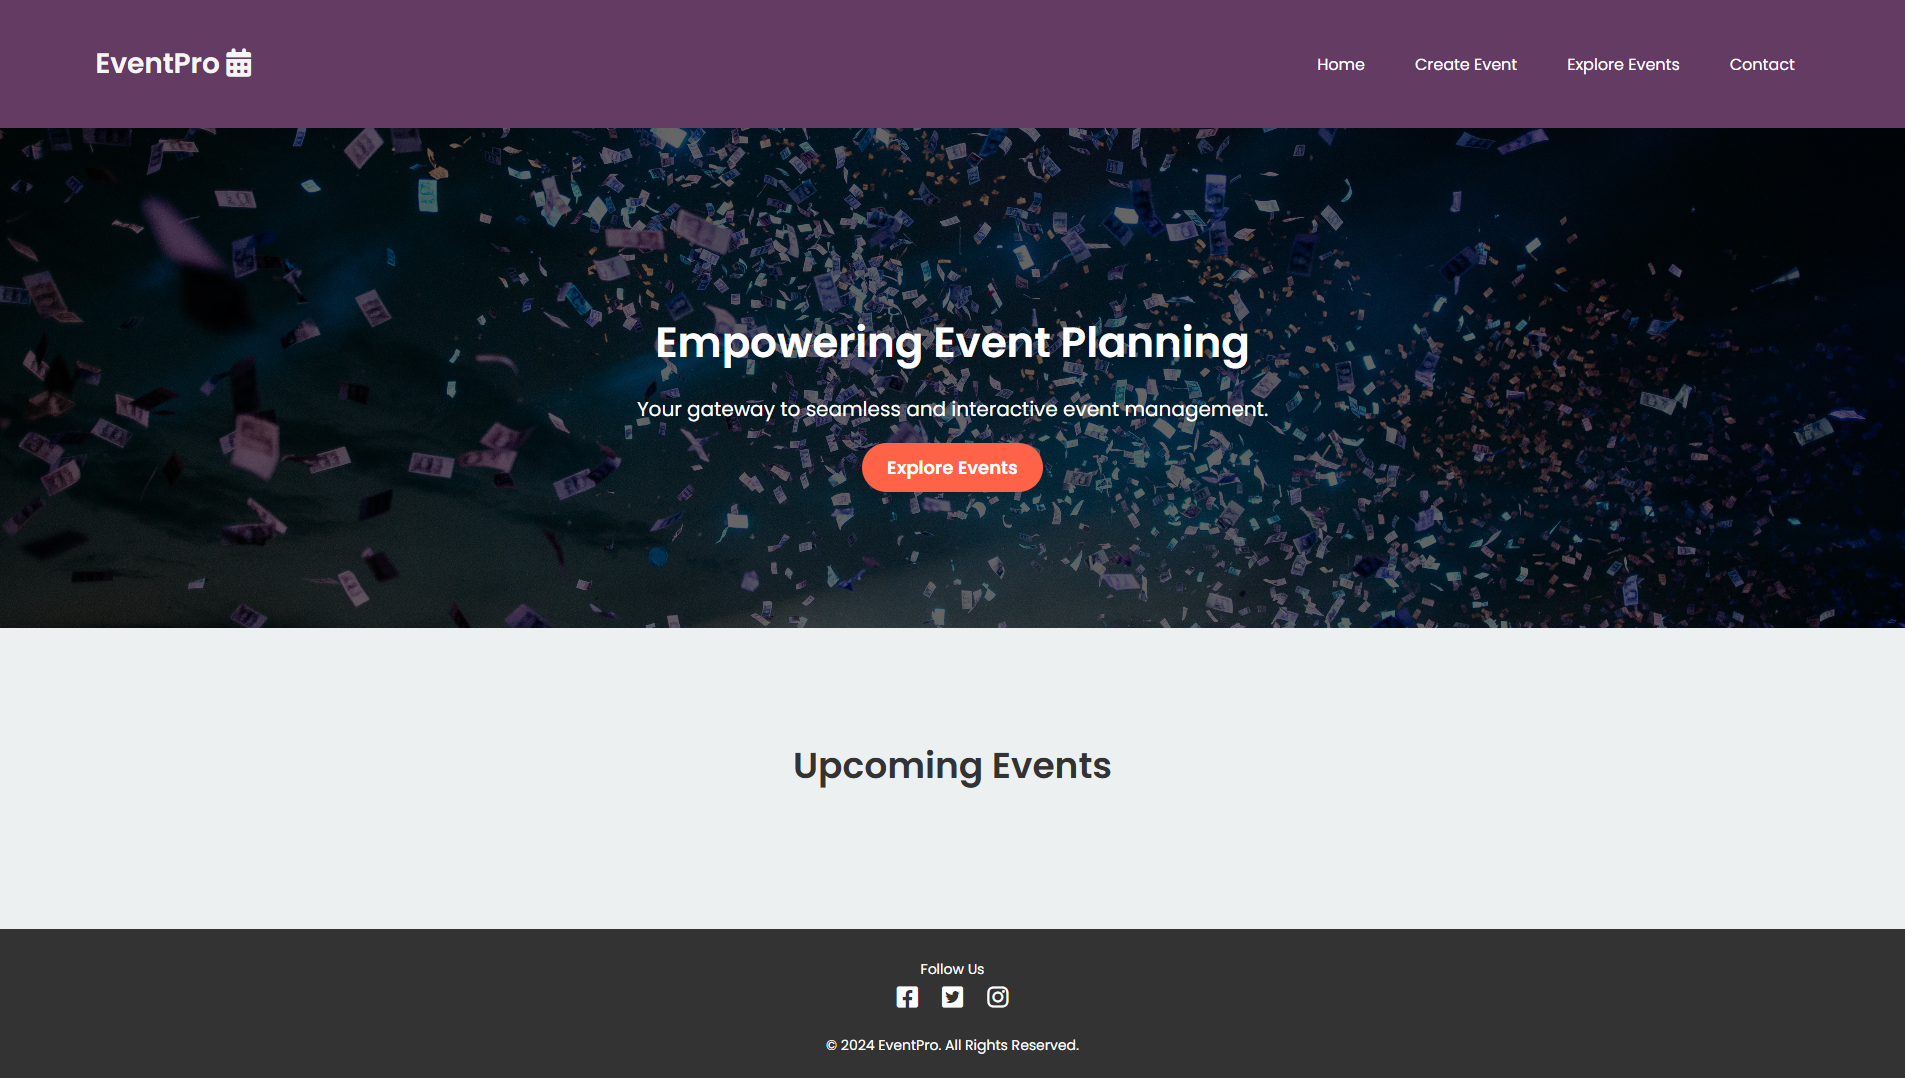 EventPro
Home Create Event Explore Events Contact
Empowering Event Planning
Your gateway to seamless and interactive event management.
Explore Events
Upcoming Events
Follow Us
© 2024 EventPro. All Rights Reserved.